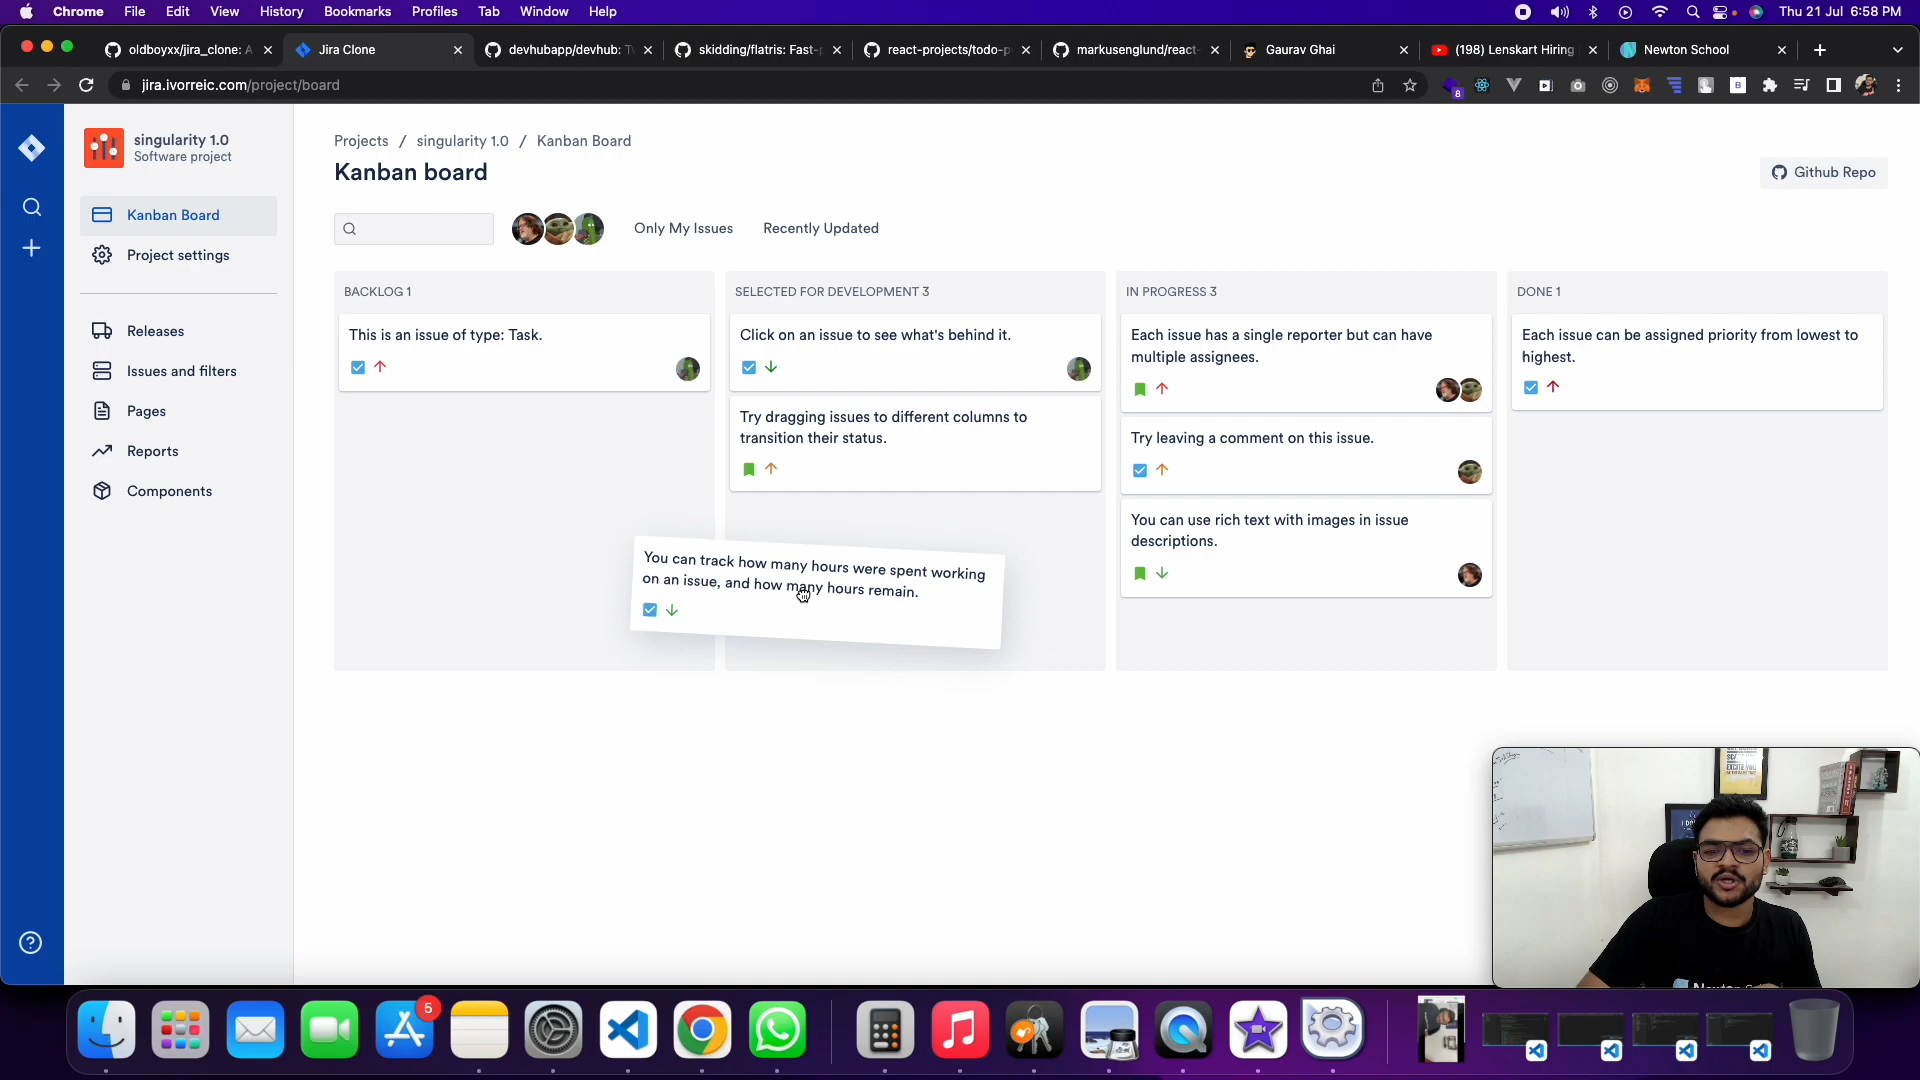 Chrome File Edit View History Bookmarks Profiles Tab Window Help Thu 21 Jul 6:58 PM
oldboyxx/jira_clone: A Jira Clone devhubapp/devhub: Tw skidding/flatris: Fast-p react-projects/todo-p markusenglund/react- Gaurav Ghai (198) Lenskart Hiring Newton School
jira.ivorreic.com/project/board
8
singularity 1.0
Software project
Kanban Board
Project settings
Releases
Issues and filters
Pages
Reports
Components
Projects / singularity 1.0 / Kanban Board
Kanban board
Github Repo
Only My Issues Recently Updated
BACKLOG 1
This is an issue of type: Task.
SELECTED FOR DEVELOPMENT 3
Click on an issue to see what's behind it.
Try dragging issues to different columns to
transition their status.
You can track how many hours were spent working
on an issue, and how many hours remain.
IN PROGRESS 3
Each issue has a single reporter but can have
multiple assignees.
Try leaving a comment on this issue.
You can use rich text with images in issue
descriptions.
DONE 1
Each issue can be assigned priority from lowest to
highest.
5